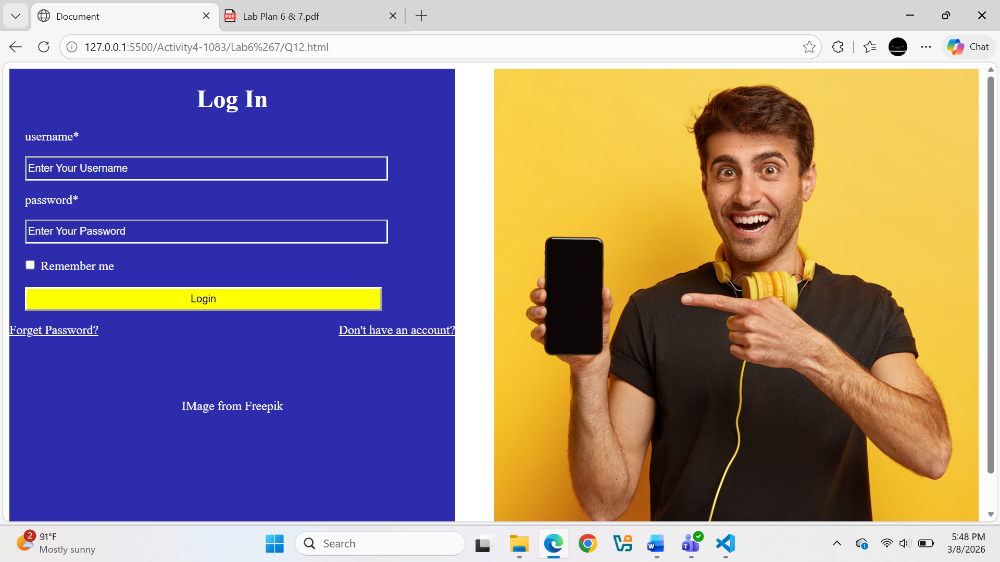 Document
Lab Plan 6 & 7.pdf
127.0.0.1:5500/Activity4-1083/Lab6%267/Q12.html
Chat
Log In
username*
Enter Your Username
password*
Enter Your Password
Remember me
Login
Forget Password? Don't have an account?
IMage from Freepik
2
91°F
Mostly sunny
Search
5:48 PM
3/8/2026